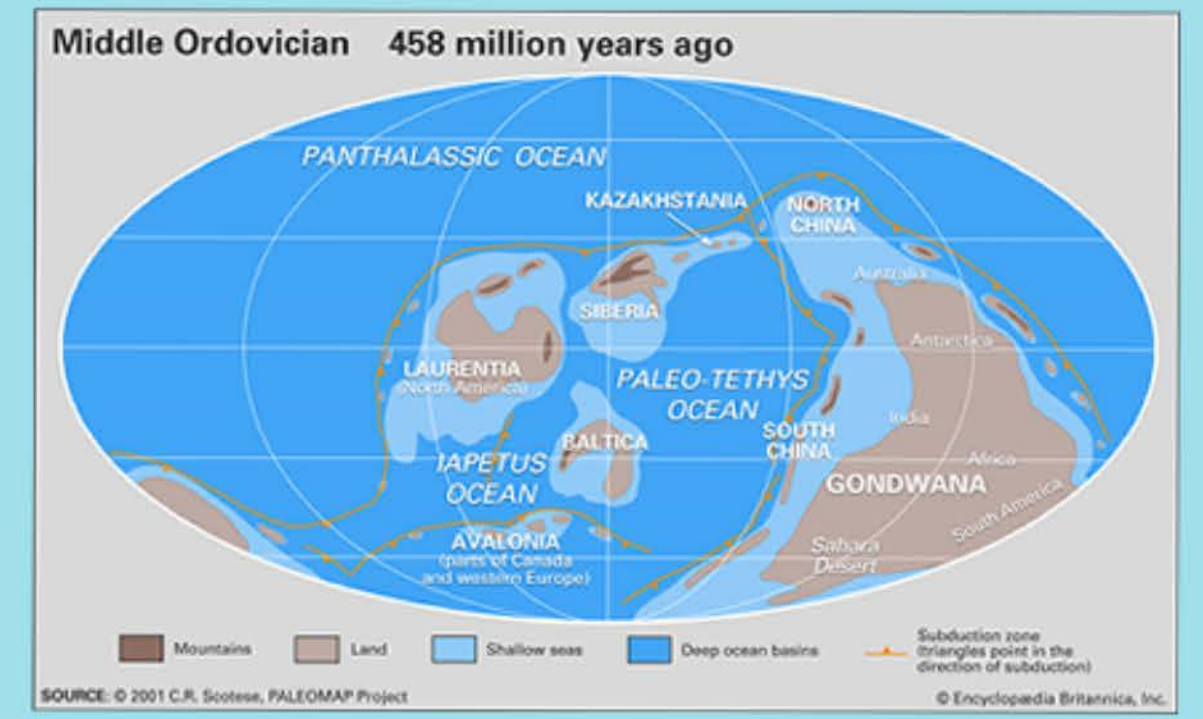 Middle Ordovician 458 million years ago
PANTHALASSIC OCEAN
KAZAKHSTANIA
NORTH
CHINA
Australia
SIBERIA
Antarctica
LAURENTIA
(North America)
PALEO-TETHYS
OCEAN
India
BALTICA
SOUTH
CHINA
IAPETUS
OCEAN
Africa
GONDWANA
South America
AVALONIA
(parts of Canada
and western Europe)
Sahara
Desert
Mountains
Land
Shallow seas
Deep ocean basins
Subduction zone
(triangles point in the
direction of subduction)
SOURCE: © 2001 C.R. Scotese, PALEOMAP Project
© Encyclopædia Britannica, Inc.